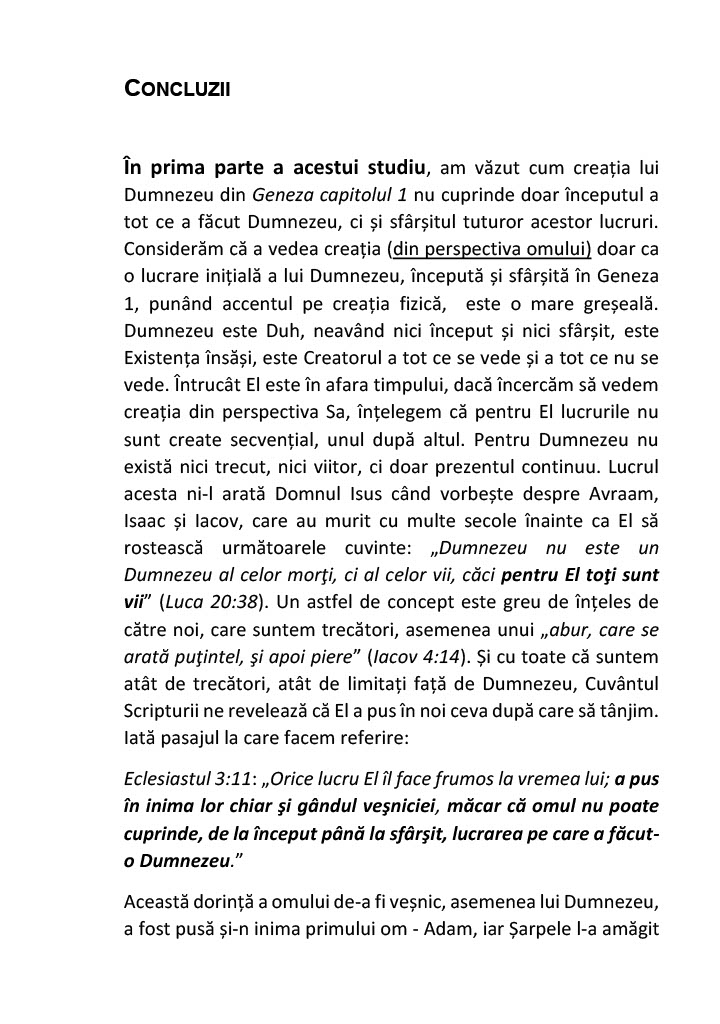 CONCLUZII
În prima parte a acestui studiu, am văzut cum creația lui
Dumnezeu din Geneza capitolul 1 nu cuprinde doar începutul a
tot ce a făcut Dumnezeu, ci și sfârșitul tuturor acestor lucruri.
Considerăm că a vedea creația (din perspectiva omului) doar ca
o lucrare inițială a lui Dumnezeu, începută și sfârșită în Geneza
1, punând accentul pe creația fizică,  este o mare greșeală.
Dumnezeu este Duh, neavând nici început și nici sfârșit, este
Existența însăși, este Creatorul a tot ce se vede și a tot ce nu se
vede. Întrucât El este în afara timpului, dacă încercăm să vedem
creația din perspectiva Sa, înțelegem că pentru El lucrurile nu
sunt create secvențial, unul după altul. Pentru Dumnezeu nu
există nici trecut, nici viitor, ci doar prezentul continuu. Lucrul
acesta ni-l arată Domnul Isus când vorbește despre Avraam,
Isaac și Iacov, care au murit cu multe secole înainte ca El să
rostească următoarele cuvinte: „Dumnezeu nu este un
Dumnezeu al celor morţi, ci al celor vii, căci pentru El toţi sunt
vii” (Luca 20:38). Un astfel de concept este greu de înțeles de
către noi, care suntem trecători, asemenea unui „abur, care se
arată puţintel, şi apoi piere” (Iacov 4:14). Și cu toate că suntem
atât de trecători, atât de limitați față de Dumnezeu, Cuvântul
Scripturii ne revelează că El a pus în noi ceva după care să tânjim.
Iată pasajul la care facem referire:
Eclesiastul 3:11: „Orice lucru El îl face frumos la vremea lui; a pus
în inima lor chiar şi gândul veşniciei, măcar că omul nu poate
cuprinde, de la început până la sfârşit, lucrarea pe care a făcut-
o Dumnezeu.”
Această dorință a omului de-a fi veșnic, asemenea lui Dumnezeu,
a fost pusă și-n inima primului om - Adam, iar Șarpele l-a amăgit